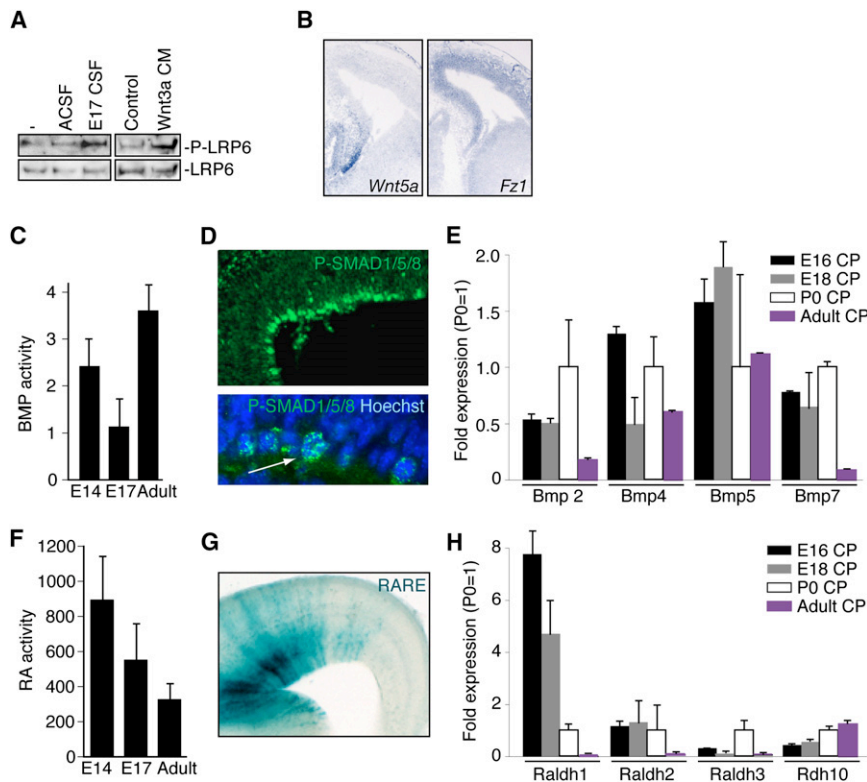 A
-
ACSF
E17 CSF
Control
Wnt3a CM
-P-LRP6
-LRP6
B
Wnt5a
Fz1
C
BMP activity
4
3
2
1
0
E14 E17 Adult
D
P-SMAD1/5/8
P-SMAD1/5/8 Hoechst
E
Fold expression (P0=1)
2.0
1.5
1.0
0.5
0
E16 CP
E18 CP
P0 CP
Adult CP
Bmp 2 Bmp4 Bmp5 Bmp7
F
RA activity
1200
1000
800
600
400
200
0
E14 E17 Adult
G
RARE
H
Fold expression (P0=1)
8
6
4
2
0
E16 CP
E18 CP
P0 CP
Adult CP
Raldh1 Raldh2 Raldh3 Rdn10